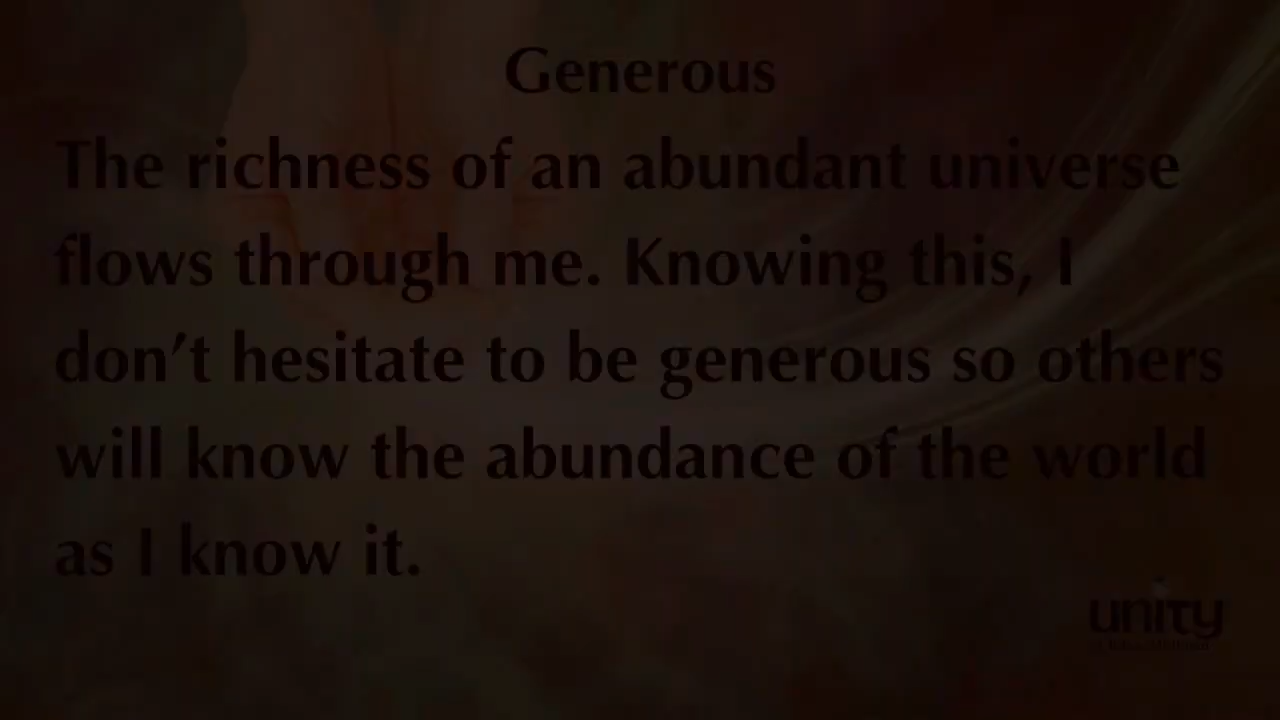 Generous
The richness of an abundant universe
flows through me. Knowing this, I
don’t hesitate to be generous so others
will know the abundance of the world
as I know it.
unity